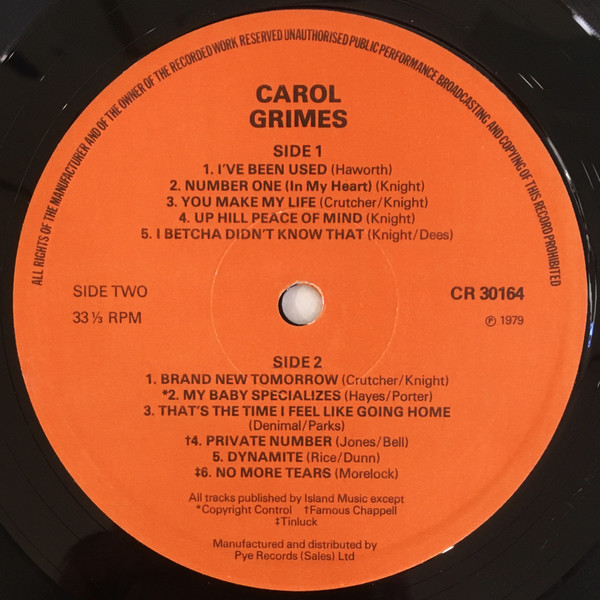 ALL RIGHTS OF THE MANUFACTURER AND OF THE OWNER OF THE RECORDED WORK RESERVED UNAUTHORISED PUBLIC PERFORMANCE BROADCASTING AND COPYING OF THIS RECORD PROHIBITED
CAROL
GRIMES
SIDE 1
1. I'VE BEEN USED (Haworth)
2. NUMBER ONE (In My Heart) (Knight)
3. YOU MAKE MY LIFE (Crutcher/Knight)
4. UP HILL PEACE OF MIND (Knight)
5. I BETCHA DIDN'T KNOW THAT (Knight/Dees)
SIDE TWO
CR 30164
33 ⅓ RPM
℗ 1979
SIDE 2
1. BRAND NEW TOMORROW (Crutcher/Knight)
*2. MY BABY SPECIALIZES (Hayes/Porter)
3. THAT'S THE TIME I FEEL LIKE GOING HOME
(Denimal/Parks)
†4. PRIVATE NUMBER (Jones/Bell)
5. DYNAMITE (Rice/Dunn)
‡6. NO MORE TEARS (Morelock)
All tracks published by Island Music except
*Copyright Control †Famous Chappell
‡Tinluck
Manufactured and distributed by
Pye Records (Sales) Ltd